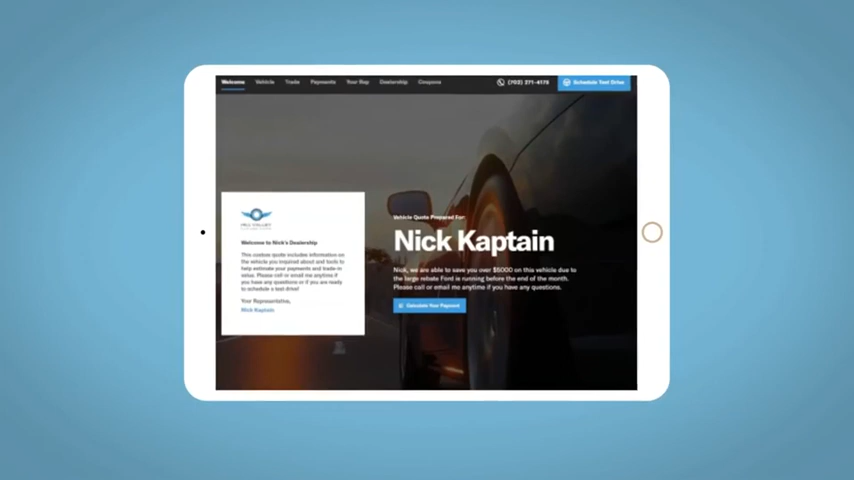 Welcome Vehicle Trade Payments Your Rep Dealership Coupons (702) 271-4175 Schedule Test Drive
Welcome to Nick's Dealership
This custom quote includes information on
the vehicle you inquired about and tools to
help estimate your payments and trade-in
value. Please call or email me anytime if
you have any questions or if you are ready
to schedule a test drive!
Your Representative,
Nick Kaptain
Vehicle Quote Prepared For:
Nick Kaptain
Nick, we are able to save you over $6000 on this vehicle due to
the large rebate Ford is running before the end of the month.
Please call or email me anytime if you have any questions.
Calculate Your Payment